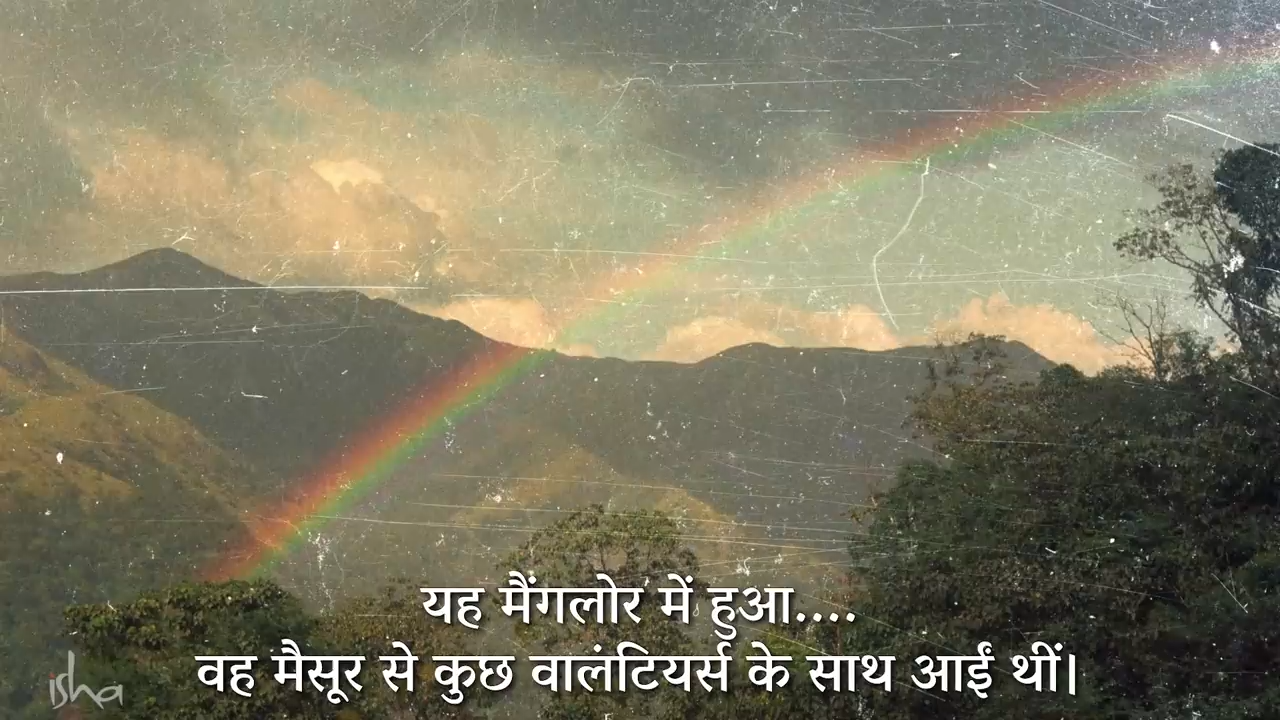 यह मैंगलोर में हुआ....
वह मैसूर से कुछ वालंटियर्स के साथ आईं थीं।
isha